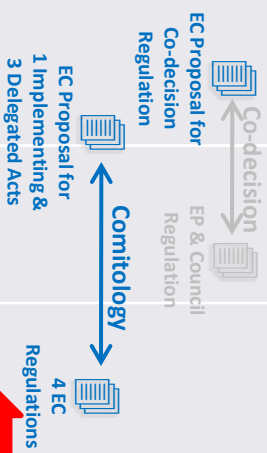 Co-decision
EC Proposal for
Co-decision
Regulation
EP & Council
Regulation
Comitology
EC Proposal for
1 Implementing &
3 Delegated Acts
4 EC
Regulations